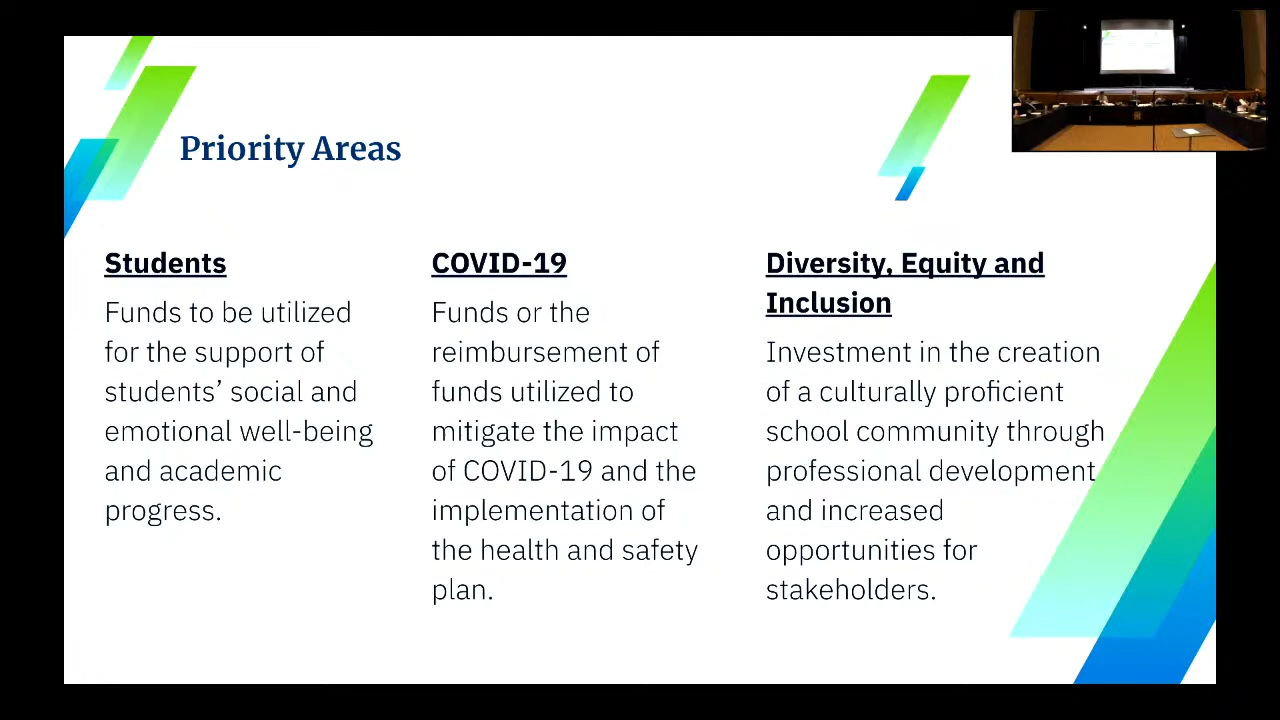 Priority Areas
Students
Funds to be utilized
for the support of
students’ social and
emotional well-being
and academic
progress.
COVID-19
Funds or the
reimbursement of
funds utilized to
mitigate the impact
of COVID-19 and the
implementation of
the health and safety
plan.
Diversity, Equity and
Inclusion
Investment in the creation
of a culturally proficient
school community through
professional development
and increased
opportunities for
stakeholders.